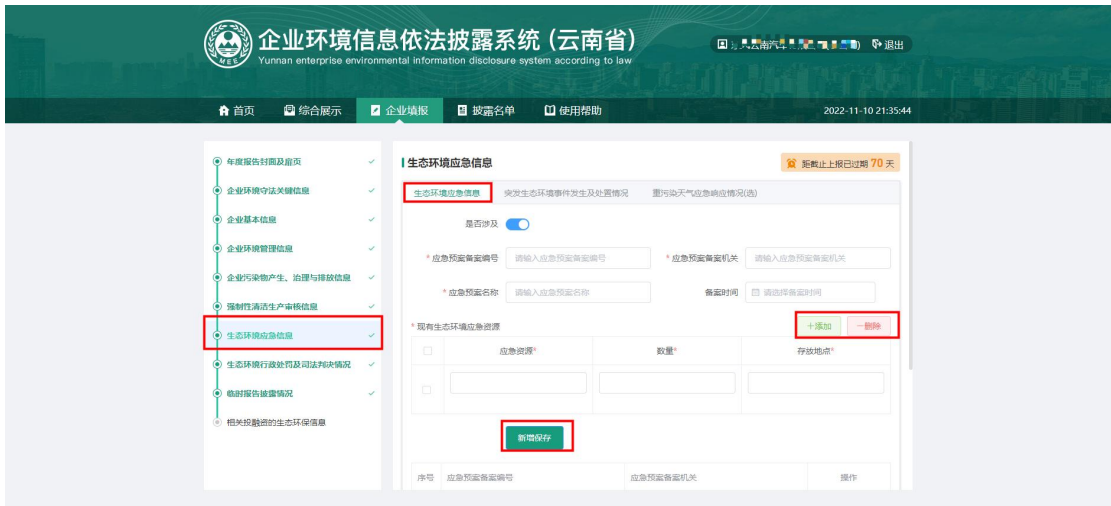 企业环境信息依法披露系统 (云南省)
Yunnan enterprise environmental information disclosure system according to law
MEE
退出
首页 综合展示 企业填报 披露名单 使用帮助 2022-11-10 21:35:44
年度报告封面及扉页
企业环境守法关键信息
企业基本信息
企业环境管理信息
企业污染物产生、治理与排放信息
强制性清洁生产审核信息
生态环境应急信息
生态环境行政处罚及司法判决情况
临时报告披露情况
相关投融资的生态环保信息
生态环境应急信息 距截止上报已过期 70 天
生态环境应急信息 突发生态环境事件发生及处置情况 重污染天气应急响应情况(选)
是否涉及
* 应急预案备案编号 请输入应急预案备案编号 * 应急预案备案机关 请输入应急预案备案机关
* 应急预案名称 请输入应急预案名称 备案时间 请选择备案时间
* 现有生态环境应急资源 +添加 一删除
应急资源* 数量* 存放地点*
新增保存
序号 应急预案备案编号 应急预案备案机关 操作